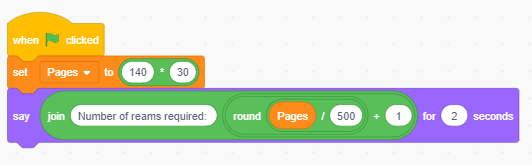 when clicked
set Pages to 140 * 30
say join Number of reams required: round Pages / 500 + 1 for 2 seconds